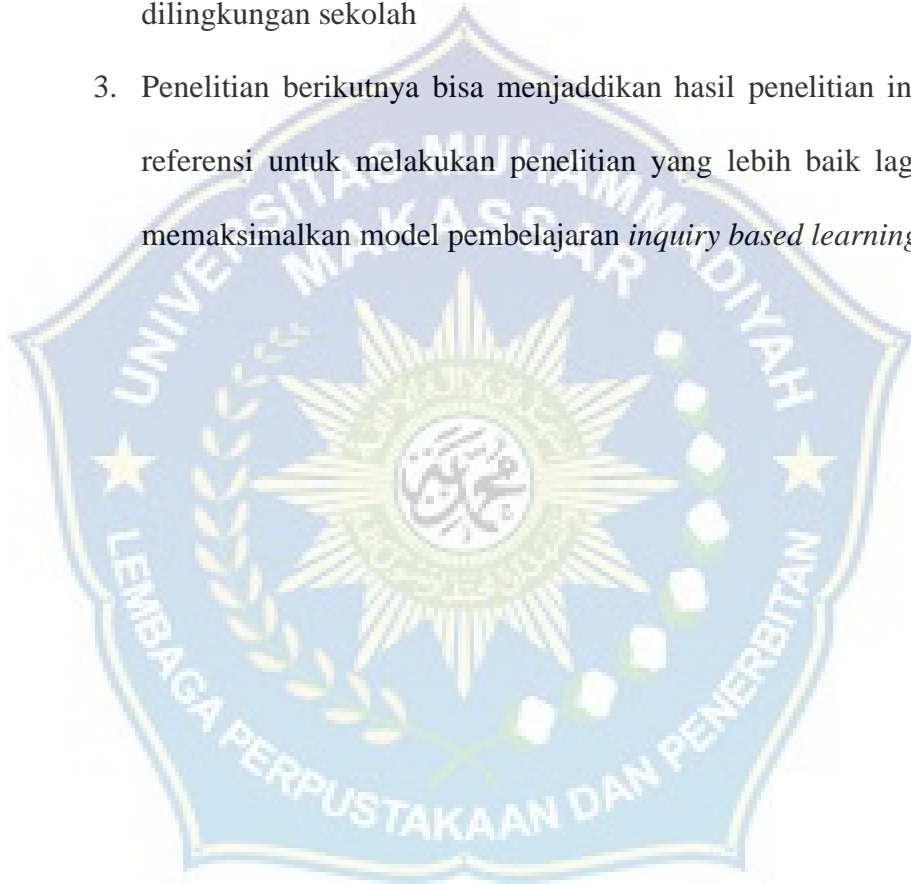 dilingkungan sekolah
3. Penelitian berikutnya bisa menjaddikan hasil penelitian in
referensi untuk melakukan penelitian yang lebih baik lag
memaksimalkan model pembelajaran inquiry based learning
UNIVERSITAS MUHAMMADIYAH
MAKASSAR
LEMBAGA PERPUSTAKAAN DAN PENERBITAN